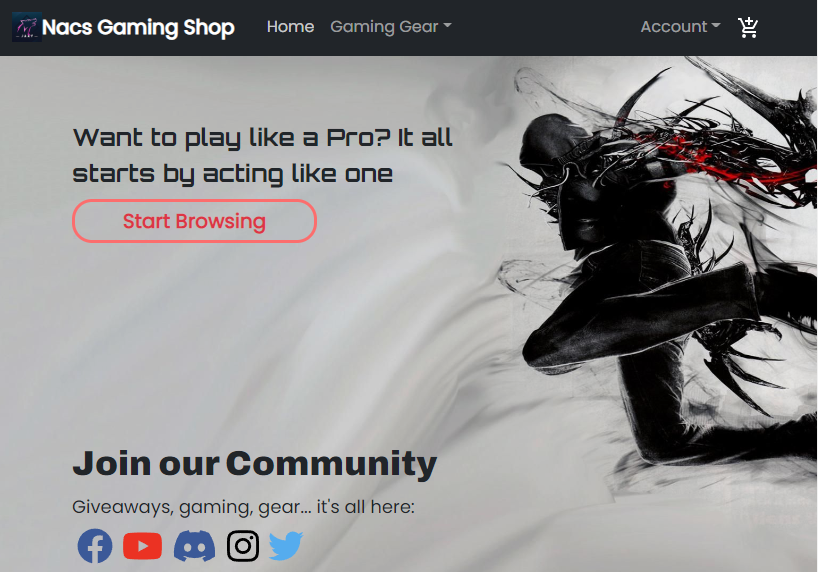 Nacs Gaming Shop Home Gaming Gear Account
Want to play like a Pro? It all
starts by acting like one
Start Browsing
Join our Community
Giveaways, gaming, gear... it's all here: